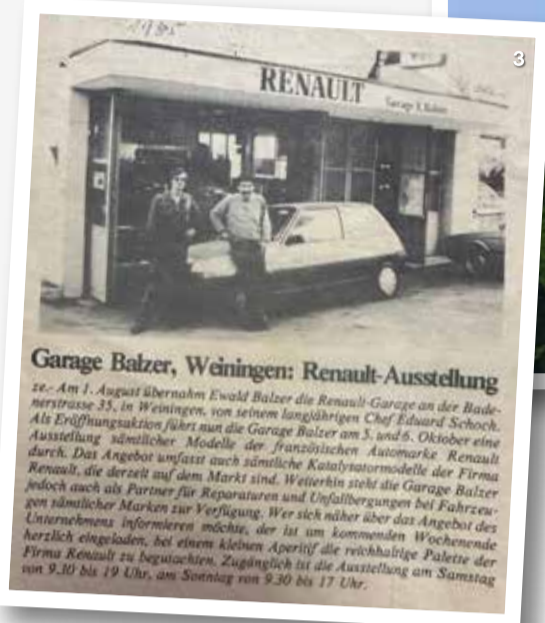 1985
3
RENAULT
Garage E. Balzer
Garage Balzer, Weiningen: Renault-Ausstellung
ze.- Am 1. August übernahm Ewald Balzer die Renault-Garage an der Bade-
nerstrasse 35, in Weiningen, von seinem langjährigen Chef Eduard Schoch.
Als Eröffnungsaktion führt nun die Garage Balzer am 5. und 6. Oktober eine
Ausstellung sämtlicher Modelle der französischen Automarke Renault
durch. Das Angebot umfasst auch sämtliche Katalysatormodelle der Firma
Renault, die derzeit auf dem Markt sind. Weiterhin steht die Garage Balzer
jedoch auch als Partner für Reparaturen und Unfallbergungen bei Fahrzeu-
gen sämtlicher Marken zur Verfügung. Wer sich näher über das Angebot des
Unternehmens informieren möchte, der ist um kommenden Wochenende
herzlich eingeladen, bei einem kleinen Aperitif die reichhaltige Palette der
Firma Renault zu begutachten. Zugänglich ist die Ausstellung am Samstag
von 9.30 bis 19 Uhr, am Sonntag von 9.30 bis 17 Uhr.